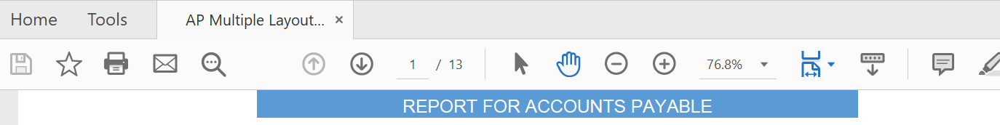 Home Tools AP Multiple Layout... ×
1 / 13 76.8%
REPORT FOR ACCOUNTS PAYABLE